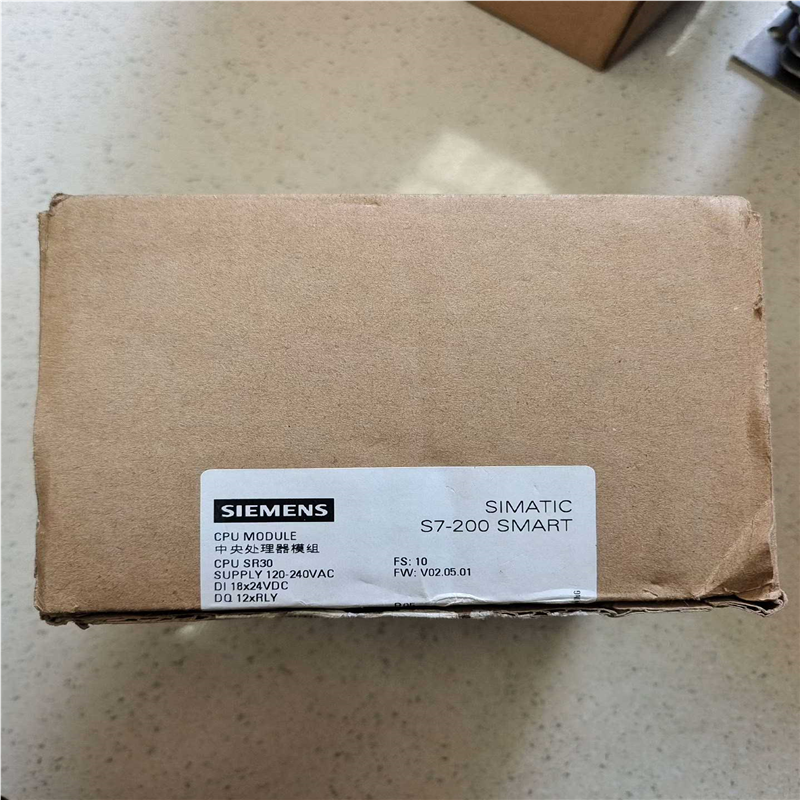 SIEMENS
SIMATIC
S7-200 SMART
CPU MODULE
中央处理器模组
CPU SR30
SUPPLY 120-240VAC
DI 18x24VDC
DQ 12xRLY
FS: 10
FW: V02.05.01